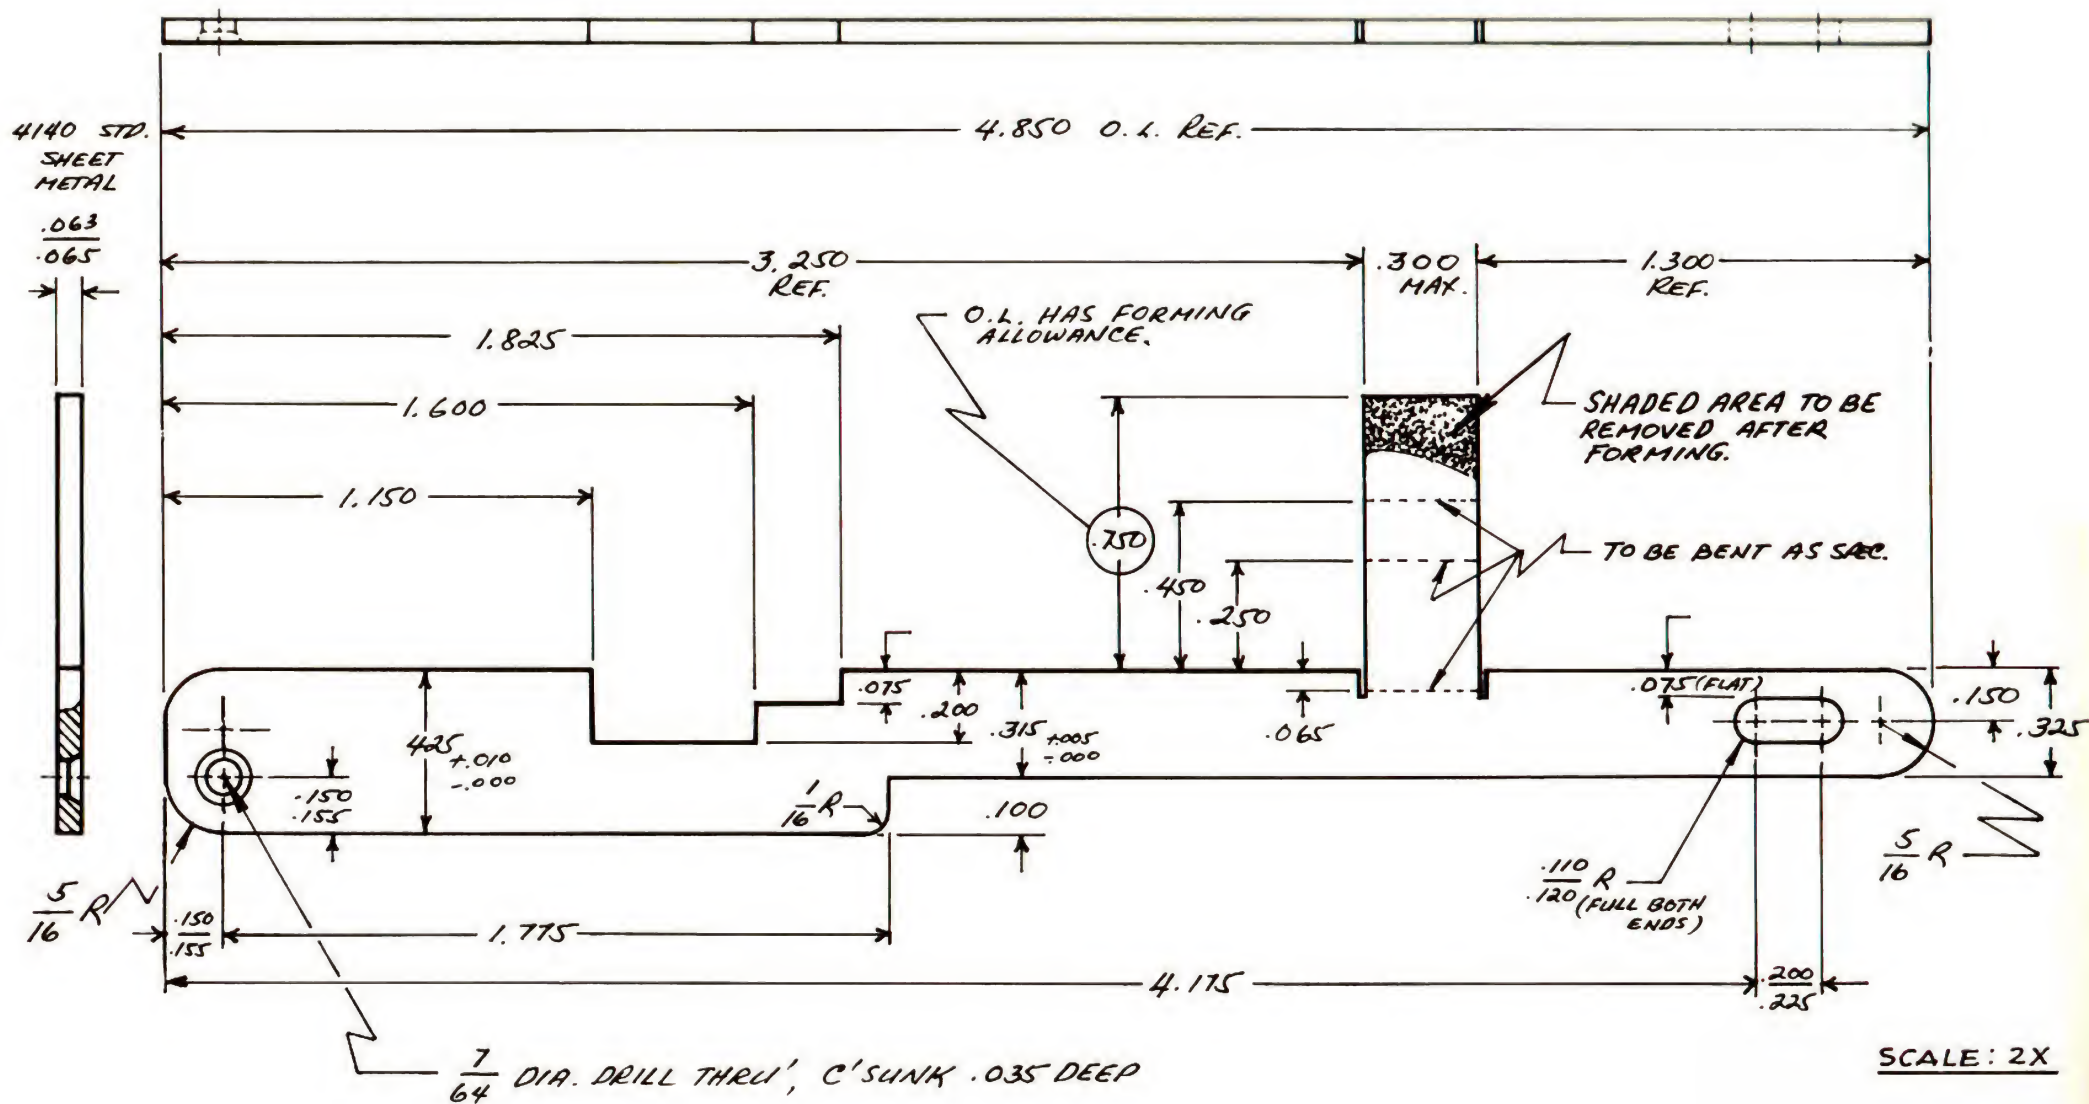 4140 STD.
SHEET
METAL
.063
.065
4.850 O.L. REF.
3.250
REF.
.300
MAX.
1.300
REF.
O.L. HAS FORMING
ALLOWANCE.
1.825
1.600
SHADED AREA TO BE
REMOVED AFTER
FORMING.
1.150
.750
.450
.250
TO BE BENT AS SPEC.
.075
.200
.315 +.005
-.000
.065
.075 (FLAT)
.150
.325
.425 +.010
-.000
.150
.155
1/16 R
.100
5/16 R
.150
.155
1.775
.110
.120 R
(FULL BOTH
ENDS)
5/16 R
4.175
.200
.225
7/64 DIA. DRILL THRU', C'SUNK .035 DEEP
SCALE: 2X